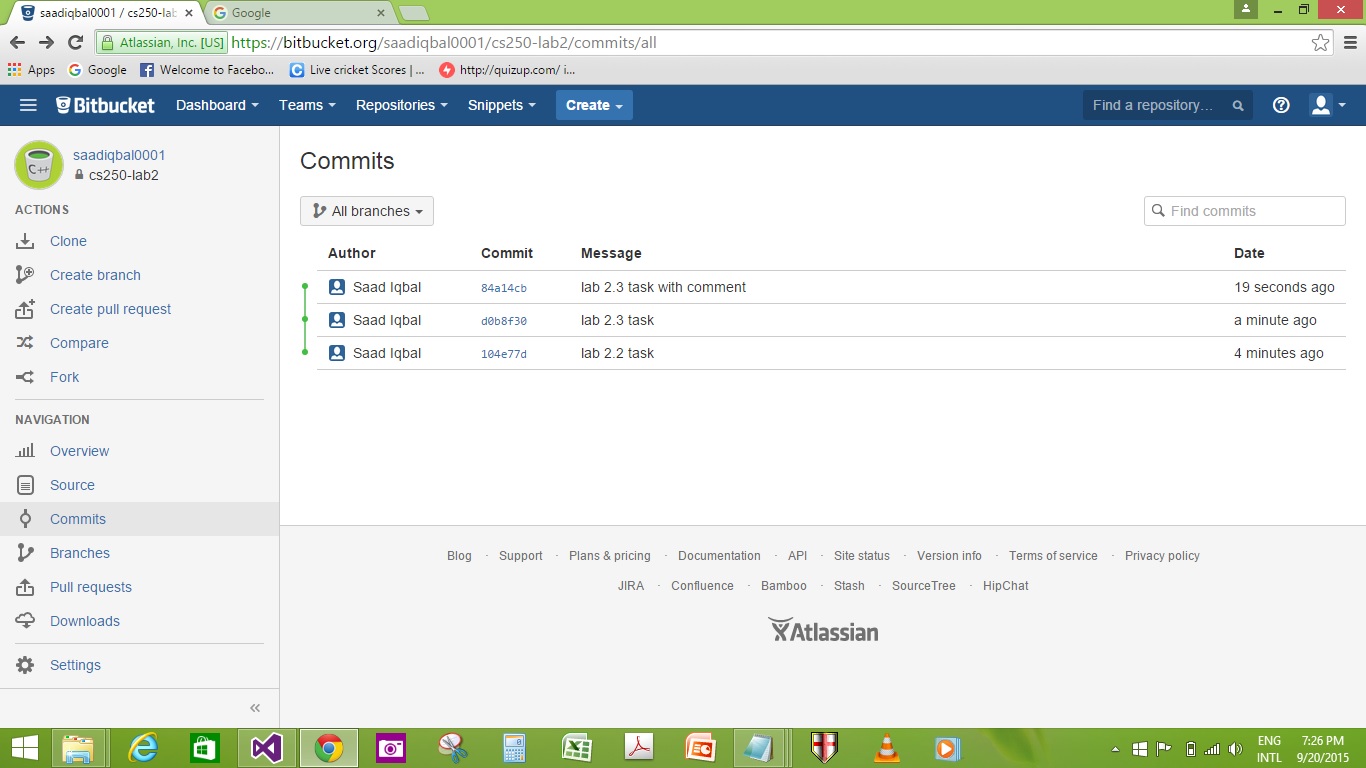 saadiqbal0001 / cs250-lab
Google
Atlassian, Inc. [US] https://bitbucket.org/saadiqbal0001/cs250-lab2/commits/all
Apps Google Welcome to Facebo... Live cricket Scores | ... http://quizup.com/ i...
Bitbucket Dashboard Teams Repositories Snippets Create Find a repository...
C++
saadiqbal0001
cs250-lab2
ACTIONS
Clone
Create branch
Create pull request
Compare
Fork
NAVIGATION
Overview
Source
Commits
Branches
Pull requests
Downloads
Settings
Commits
All branches Find commits
Author Commit Message Date
Saad Iqbal 84a14cb lab 2.3 task with comment 19 seconds ago
Saad Iqbal d0b8f30 lab 2.3 task a minute ago
Saad Iqbal 104e77d lab 2.2 task 4 minutes ago
Blog · Support · Plans & pricing · Documentation · API · Site status · Version info · Terms of service · Privacy policy
JIRA · Confluence · Bamboo · Stash · SourceTree · HipChat
Atlassian
ENG 7:26 PM
INTL 9/20/2015